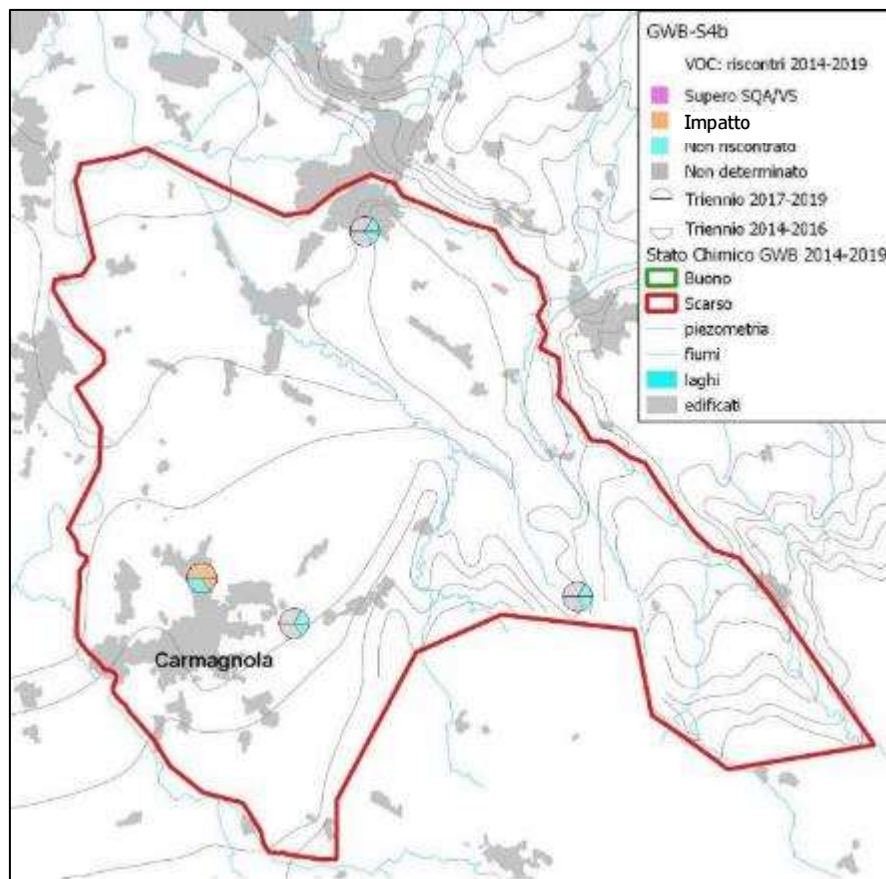 GWB-S4b
VOC: riscontri 2014-2019
Supero SQA/VS
Impatto
Non riscontrato
Non determinato
Triennio 2017-2019
Triennio 2014-2016
Stato Chimico GWB 2014-2019
Buono
Scarso
piezometria
fiumi
laghi
edificati
Carmagnola